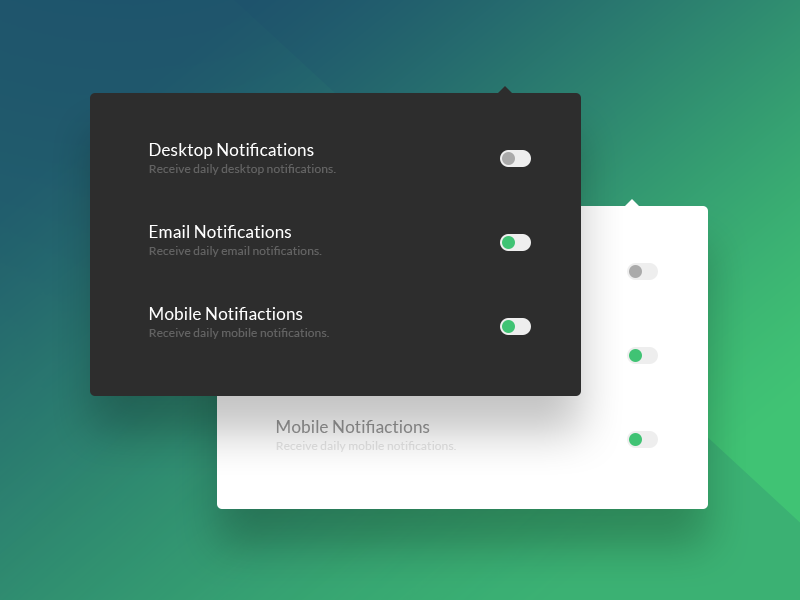 Desktop Notifications
Receive daily desktop notifications.
Email Notifications
Receive daily email notifications.
Mobile Notifiactions
Receive daily mobile notifications.
Mobile Notifiactions
Receive daily mobile notifications.